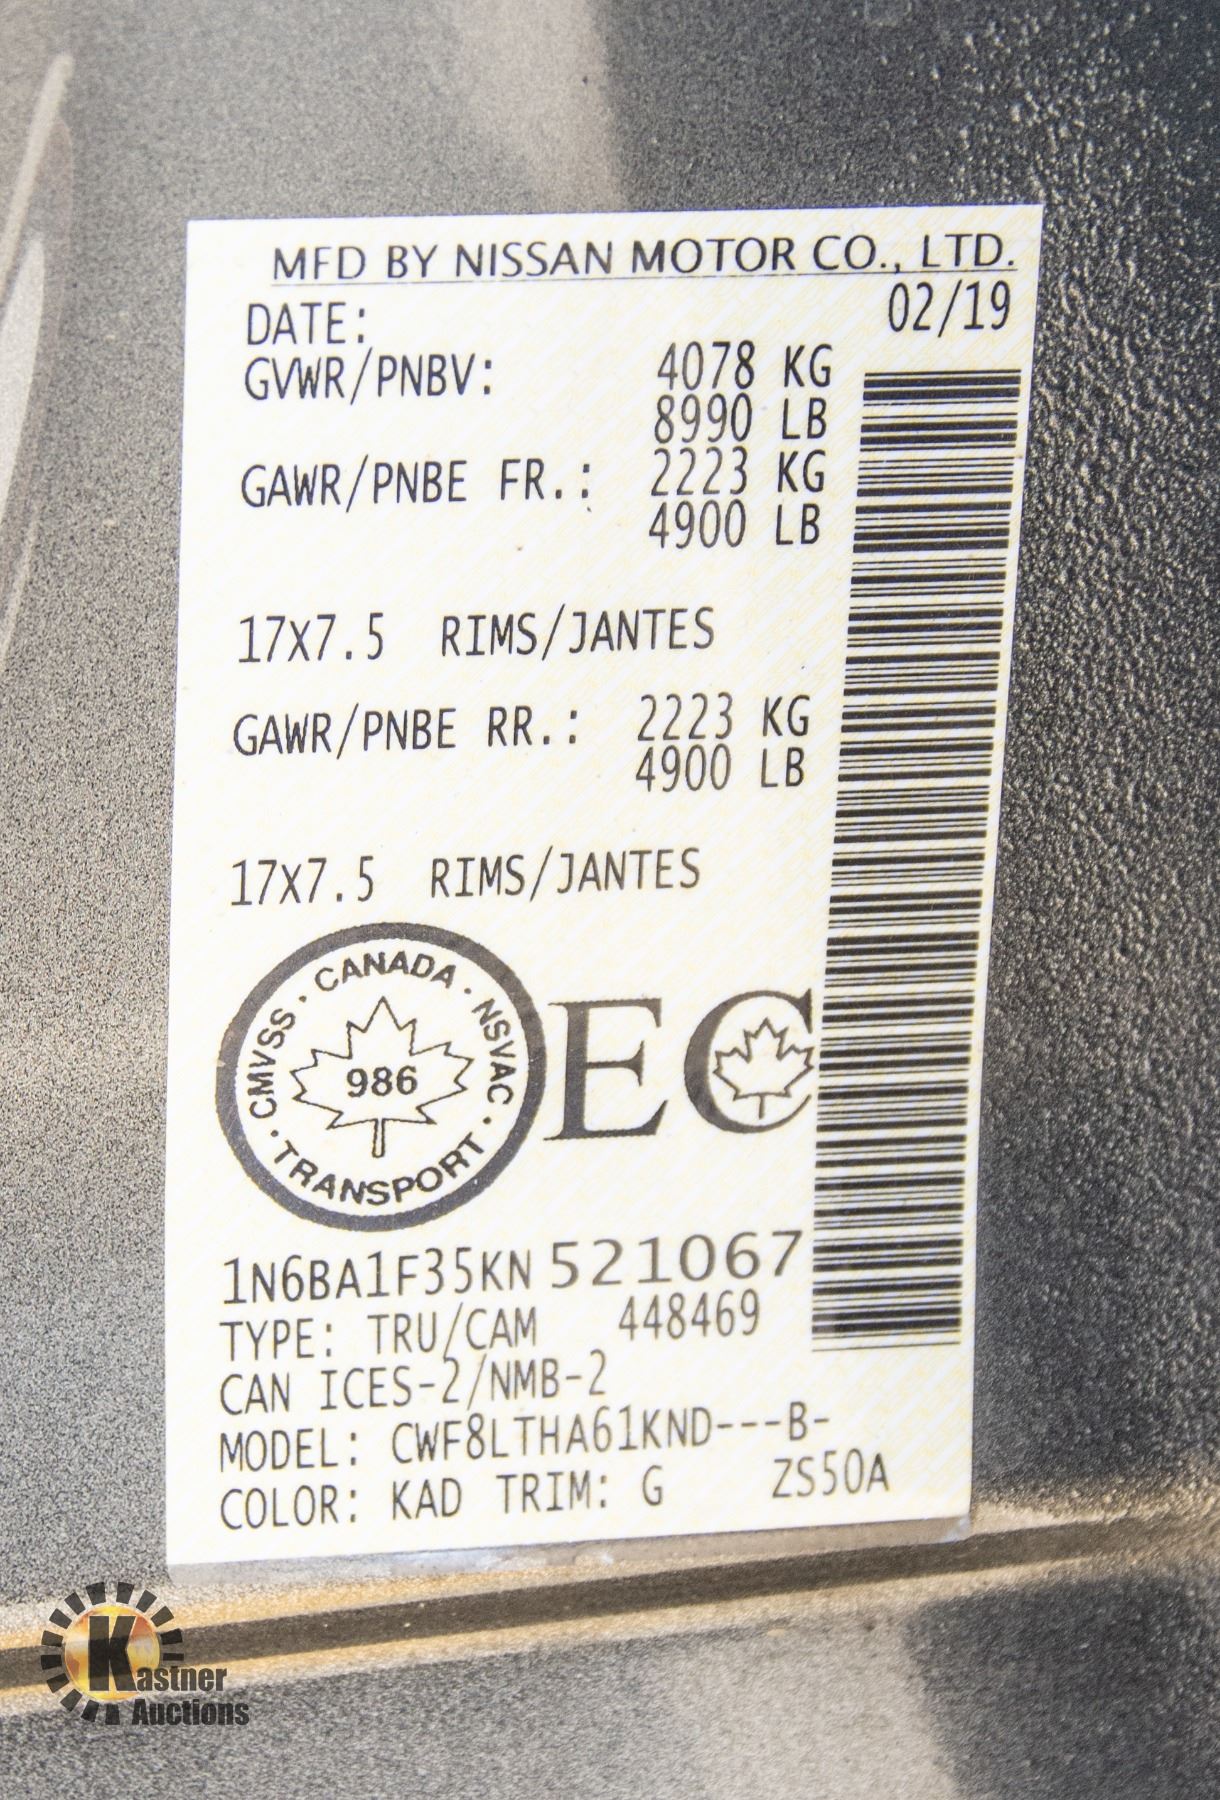 MFD BY NISSAN MOTOR CO., LTD.
DATE: 02/19
GVWR/PNBV: 4078 KG
8990 LB
GAWR/PNBE FR.: 2223 KG
4900 LB
17X7.5 RIMS/JANTES
GAWR/PNBE RR.: 2223 KG
4900 LB
17X7.5 RIMS/JANTES
CMVSS · CANADA · NSVAC · TRANSPORT ·
986
EC
1N6BA1F35KN521067
TYPE: TRU/CAM 448469
CAN ICES-2/NMB-2
MODEL: CWF8LTHA61KND---B-
COLOR: KAD TRIM: G ZS50A
Kastner
Auctions